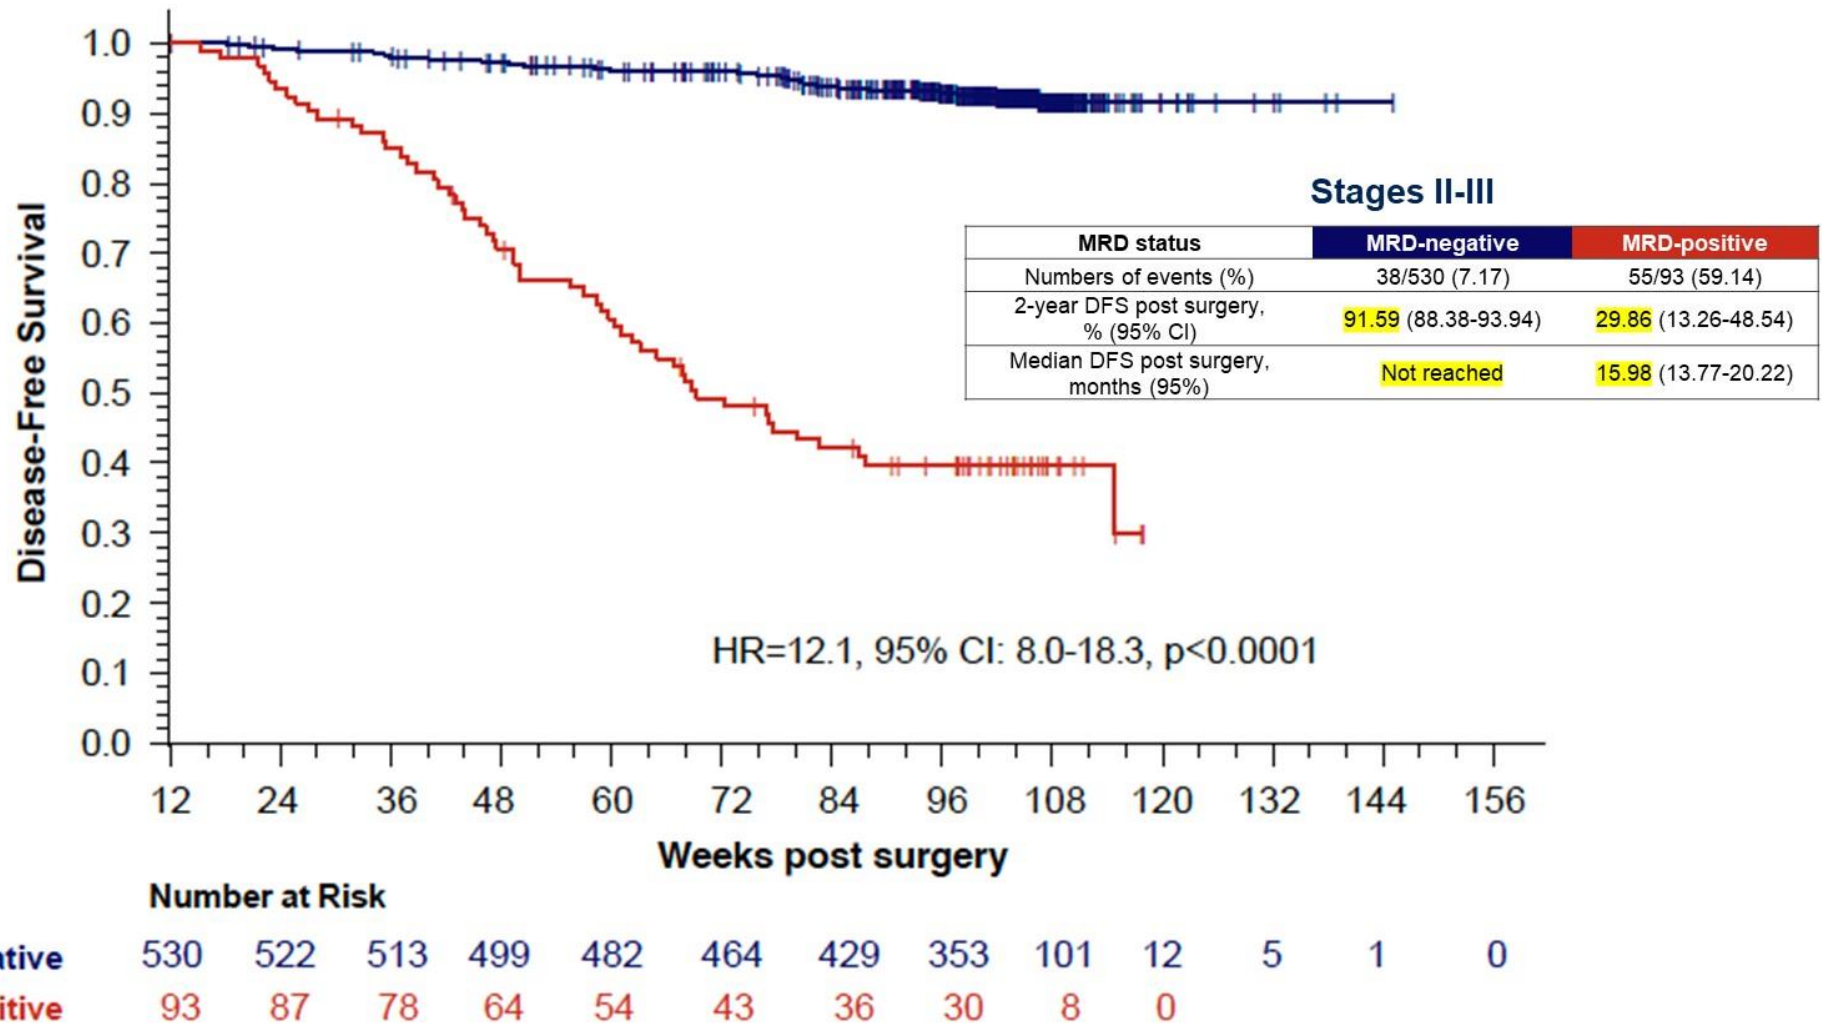 Disease-Free Survival
1.0
0.9
0.8
0.7
0.6
0.5
0.4
0.3
0.2
0.1
0.0
Stages II-III
MRD status MRD-negative MRD-positive
Numbers of events (%) 38/530 (7.17) 55/93 (59.14)
2-year DFS post surgery,
% (95% CI) 91.59 (88.38-93.94) 29.86 (13.26-48.54)
Median DFS post surgery,
months (95%) Not reached 15.98 (13.77-20.22)
HR=12.1, 95% CI: 8.0-18.3, p<0.0001
12 24 36 48 60 72 84 96 108 120 132 144 156
Weeks post surgery
Number at Risk
ative 530 522 513 499 482 464 429 353 101 12 5 1 0
itive 93 87 78 64 54 43 36 30 8 0